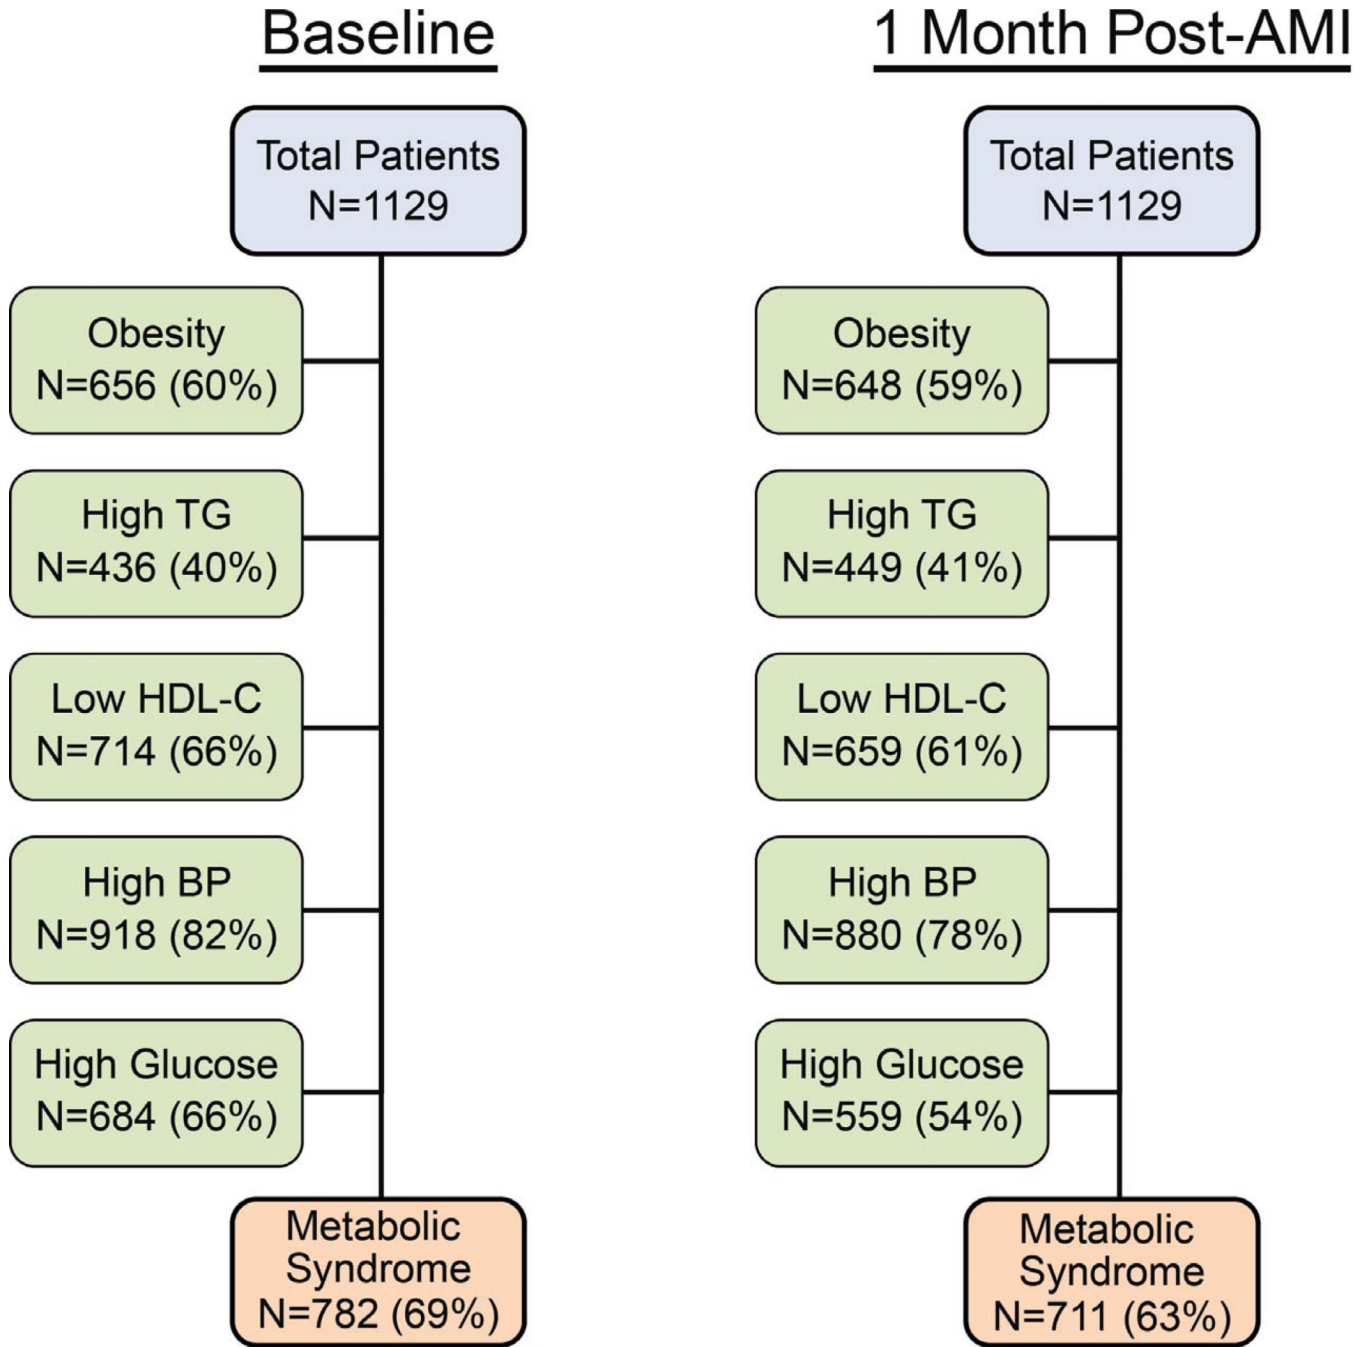 Baseline
Total Patients
N=1129
Obesity
N=656 (60%)
High TG
N=436 (40%)
Low HDL-C
N=714 (66%)
High BP
N=918 (82%)
High Glucose
N=684 (66%)
Metabolic
Syndrome
N=782 (69%)
1 Month Post-AMI
Total Patients
N=1129
Obesity
N=648 (59%)
High TG
N=449 (41%)
Low HDL-C
N=659 (61%)
High BP
N=880 (78%)
High Glucose
N=559 (54%)
Metabolic
Syndrome
N=711 (63%)